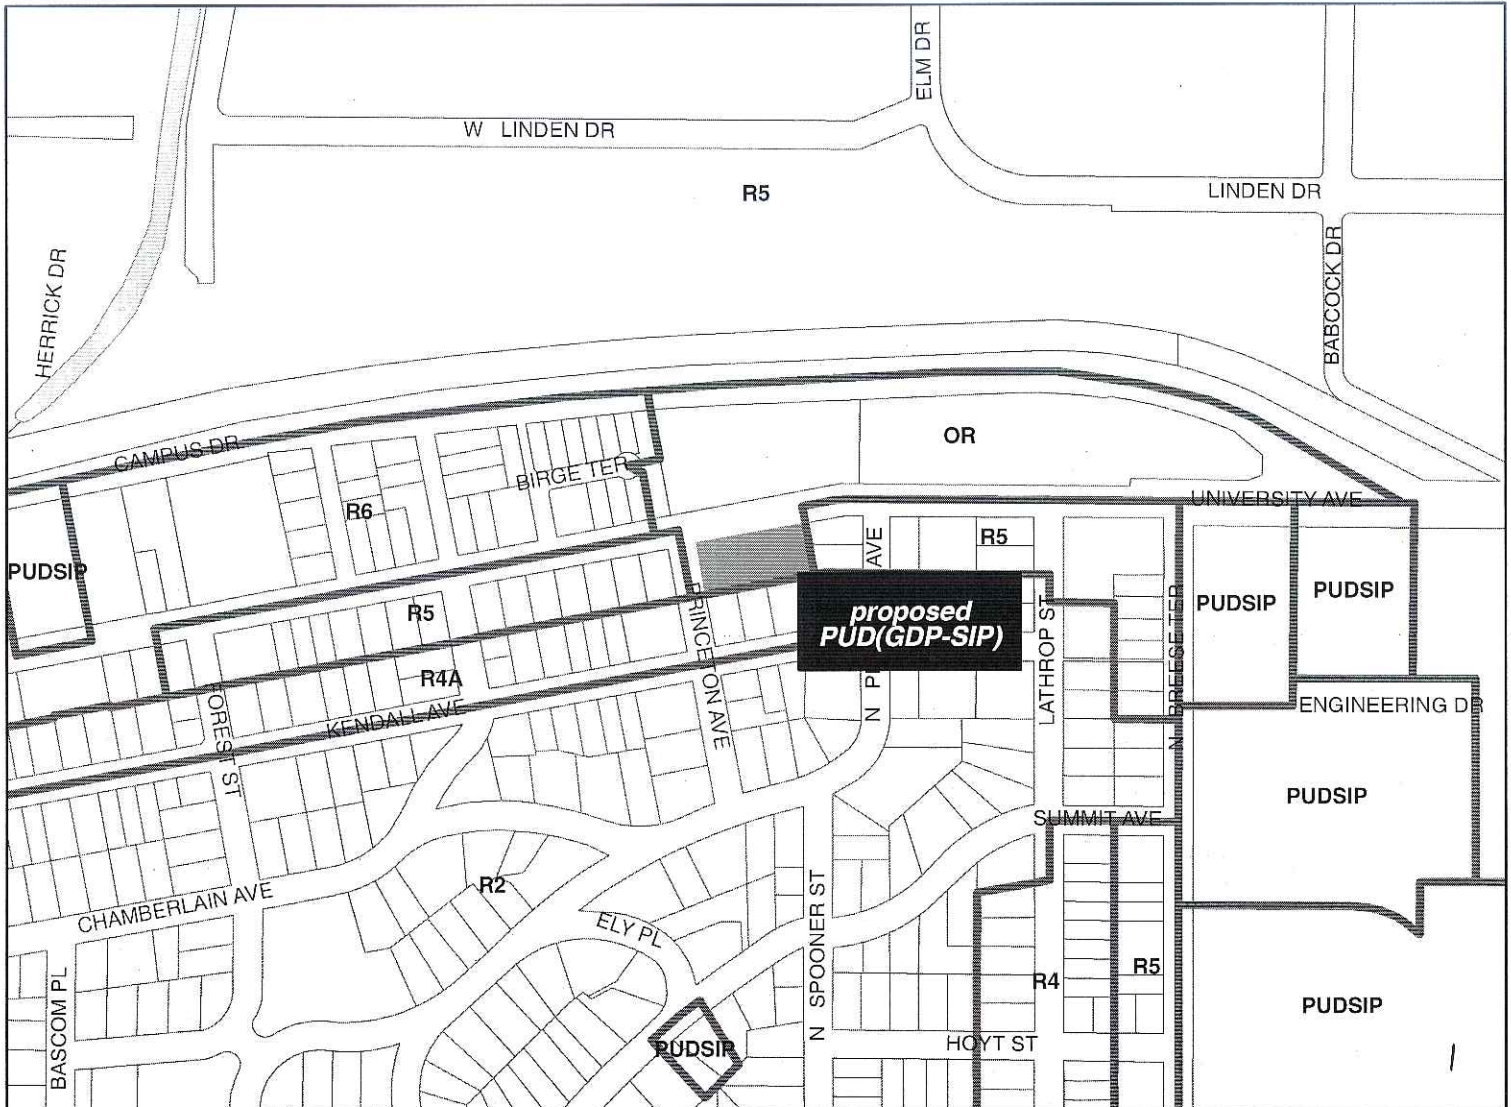 ELM DR
W LINDEN DR
R5
LINDEN DR
HERRICK DR
BABCOCK DR
CAMPUS DR
OR
BIRGE TER
UNIVERSITY AVE
R6
R5
AVE
PUDSIP
PUDSIP
PUDSIP
R5
proposed
PUD(GDP-SIP)
PRINCETON AVE
LATHROP ST
N BREESE TER
R4A
N P
ENGINEERING DR
KENDALL AVE
FOREST ST
PUDSIP
SUMMIT AVE
R2
CHAMBERLAIN AVE
ELY PL
N SPOONER ST
R5
R4
BASCOM PL
PUDSIP
HOYT ST
PUDSIP
1